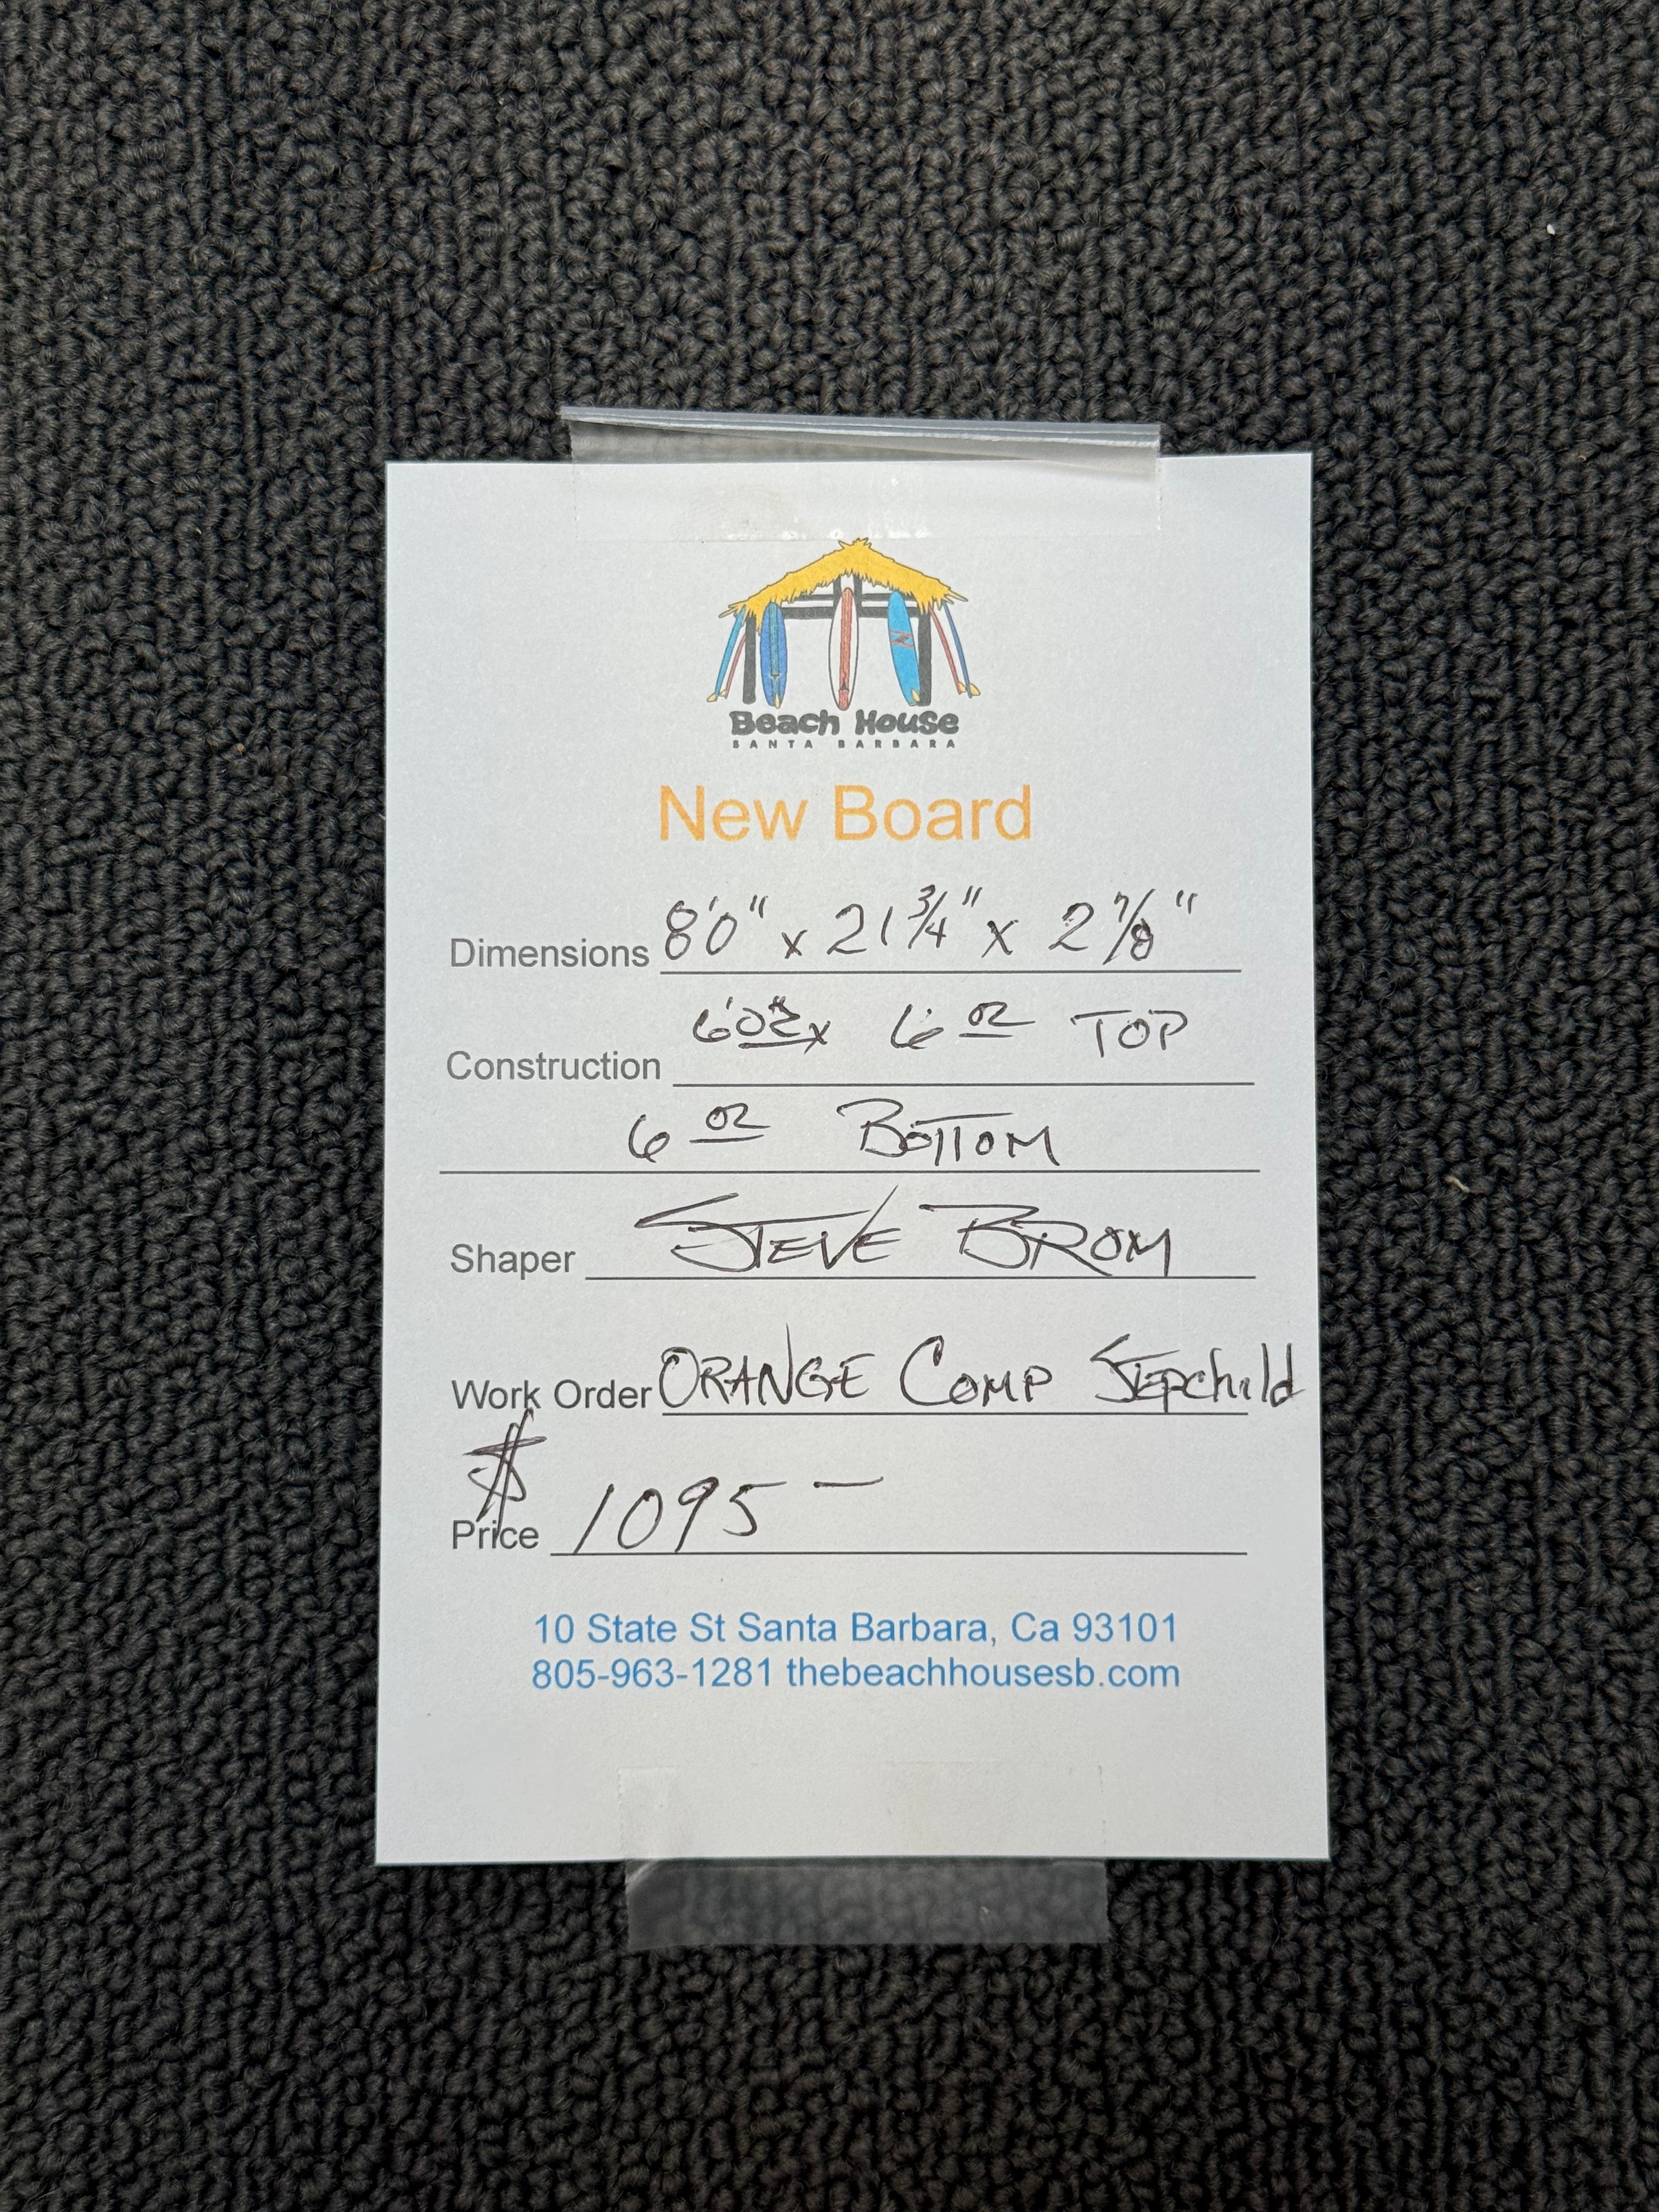 Beach House
SANTA BARBARA
New Board
Dimensions 8'0" x 21 3/4" x 2 7/8"
Construction 6oz x 6 oz TOP
6 oz BOTTOM
Shaper STEVE BROM
Work Order ORANGE COMP STEPchild
$
Price 1095 —
10 State St Santa Barbara, Ca 93101
805-963-1281 thebeachhousesb.com